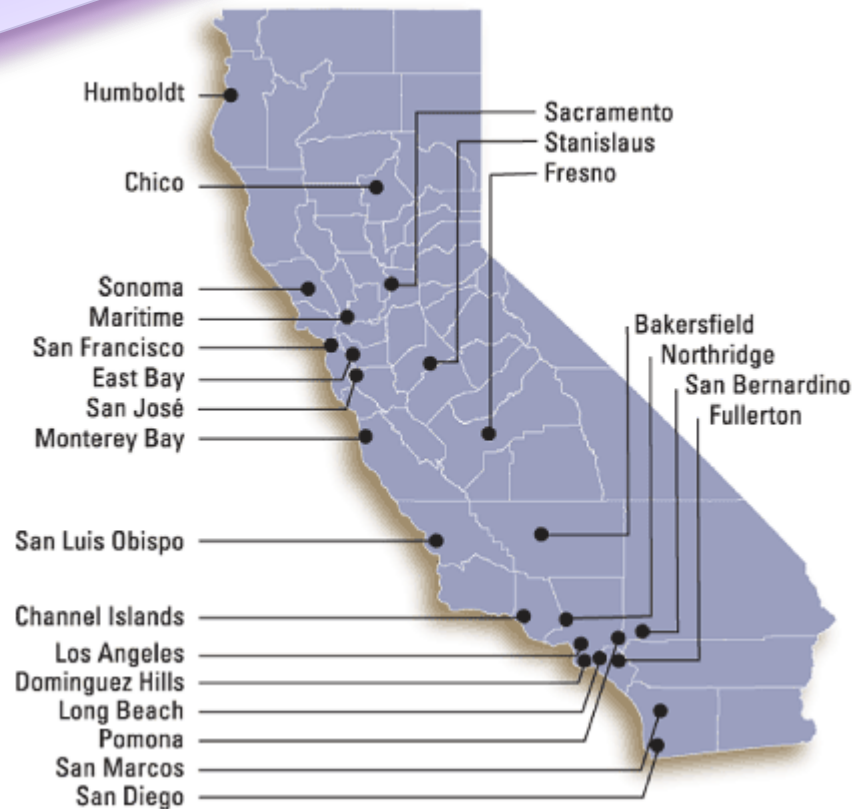 Humboldt
Chico
Sonoma
Maritime
San Francisco
East Bay
San José
Monterey Bay
San Luis Obispo
Channel Islands
Los Angeles
Dominguez Hills
Long Beach
Pomona
San Marcos
San Diego
Sacramento
Stanislaus
Fresno
Bakersfield
Northridge
San Bernardino
Fullerton